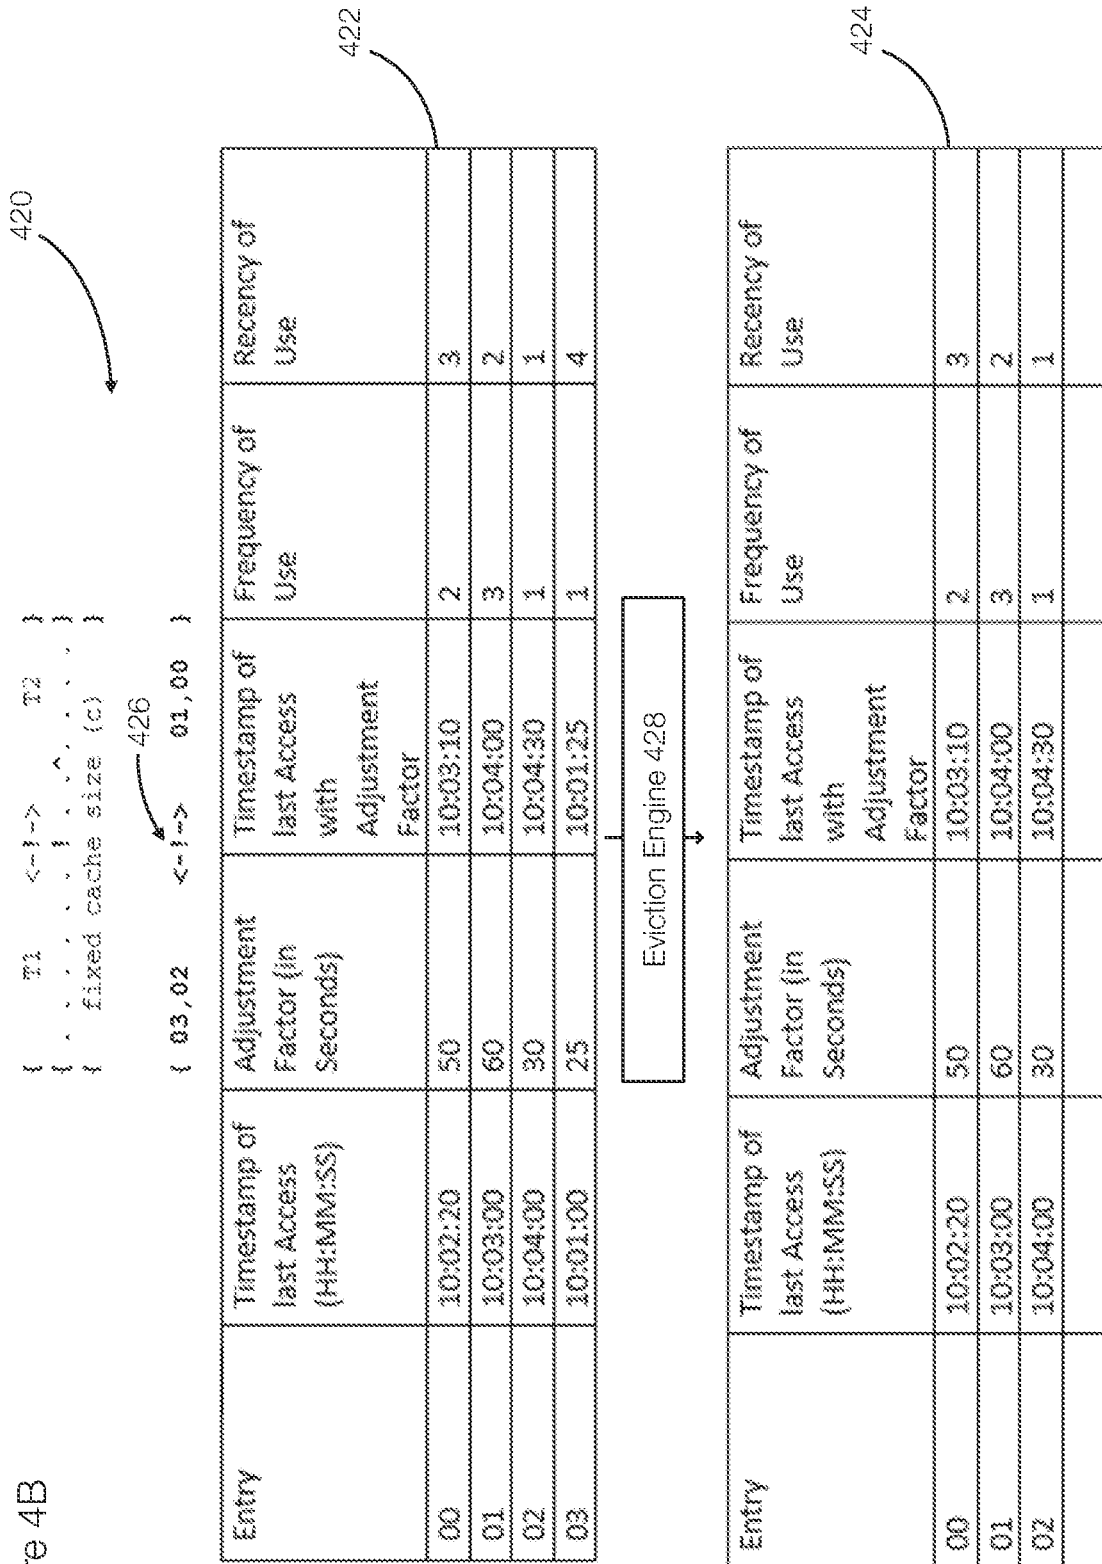 re 4B
420
{ T1 <-!-> T2 }
{ . . . . . ! . . ^ . . . . }
{ fixed cache size (c) }
426
{ 03,02 <-!-> 01,00 }
422
Entry
Timestamp of
last Access
(HH:MM:SS)
Adjustment
Factor (in
Seconds)
Timestamp of
last Access
with
Adjustment
Factor
Frequency of
Use
Recency of
Use
00 10:02:20 50 10:03:10 2 3
01 10:03:00 60 10:04:00 3 2
02 10:04:00 30 10:04:30 1 1
03 10:01:00 25 10:01:25 1 4
Eviction Engine 428
424
Entry
Timestamp of
last Access
(HH:MM:SS)
Adjustment
Factor (in
Seconds)
Timestamp of
last Access
with
Adjustment
Factor
Frequency of
Use
Recency of
Use
00 10:02:20 50 10:03:10 2 3
01 10:03:00 60 10:04:00 3 2
02 10:04:00 30 10:04:30 1 1